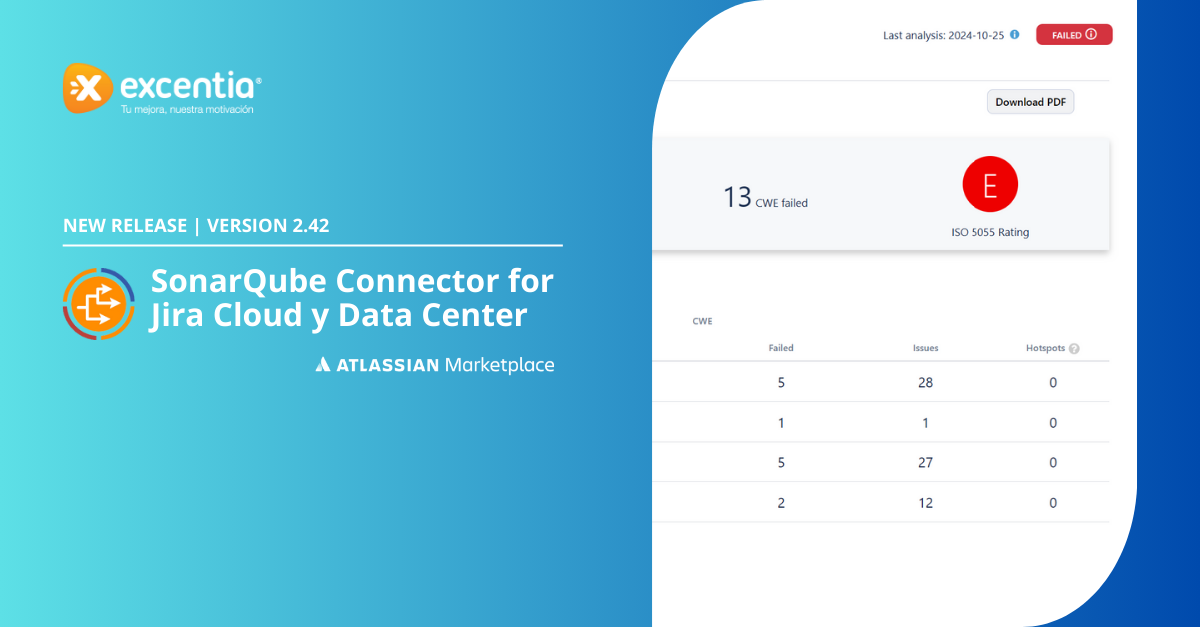 excentia®
Tu mejora, nuestra motivación
NEW RELEASE | VERSION 2.42
SonarQube Connector for
Jira Cloud y Data Center
ATLASSIAN Marketplace
Last analysis: 2024-10-25
FAILED
Download PDF
13 CWE failed
E
ISO 5055 Rating
CWE
Failed Issues Hotspots ?
5 28 0
1 1 0
5 27 0
2 12 0